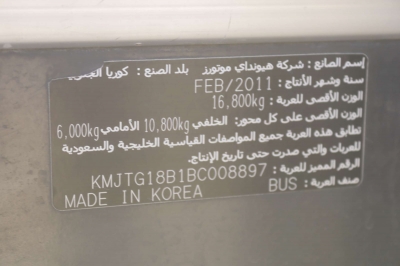 إسم الصانع : شركة هيونداي موتورز بلد الصنع : كوريا الجنوبية
سنة وشهر الأنتاج : FEB/2011
الوزن الأقصى للعربة : 16,800kg
الوزن الأقصى على كل محور: الخلفي 10,800kg الأمامي 6,000kg
تطابق هذه العربة جميع المواصفات القياسية الخليجية والسعودية
للعربات والتي صدرت حتى تاريخ الإنتاج.
الرقم المميز للعربة : KMJTG18B1BC008897
صنف العربة : BUS
MADE IN KOREA